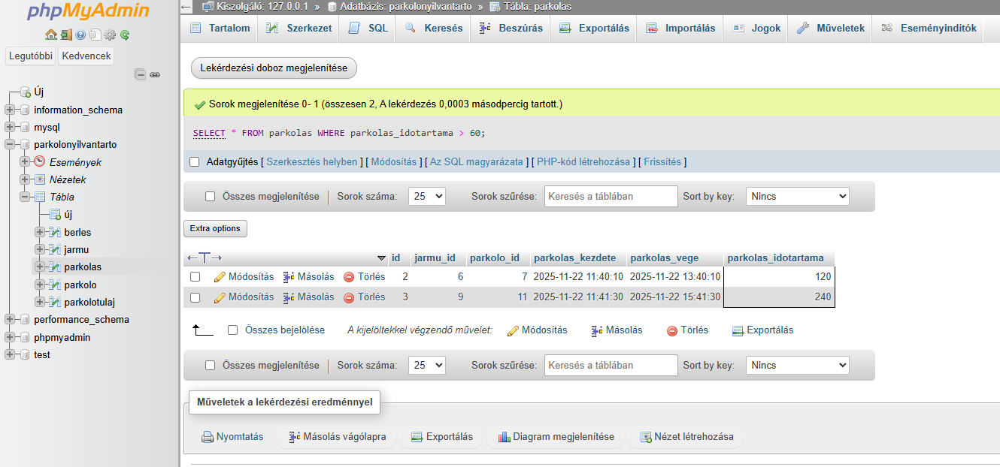 phpMyAdmin
Legutóbbi Kedvencek
Új
information_schema
mysql
parkolonyilvantarto
Események
Nézetek
Tábla
új
berles
jarmu
parkolas
parkolo
parkolotulaj
performance_schema
phpmyadmin
test
Kiszolgáló: 127.0.0.1 » Adatbázis: parkolonyilvantarto » Tábla: parkolas
Tartalom Szerkezet SQL Keresés Beszúrás Exportálás Importálás Jogok Műveletek Eseményindítók
Lekérdezési doboz megjelenítése
Sorok megjelenítése 0- 1 (összesen 2, A lekérdezés 0,0003 másodpercig tartott.)
SELECT * FROM parkolas WHERE parkolas_idotartama > 60;
Adatgyűjtés [ Szerkesztés helyben ] [ Módosítás ] [ Az SQL magyarázata ] [ PHP-kód létrehozása ] [ Frissítés ]
Összes megjelenítése | Sorok száma: 25 Sorok szűrése: Keresés a táblában Sort by key: Nincs
Extra options
←T→ id jarmu_id parkolo_id parkolas_kezdete parkolas_vege parkolas_idotartama
Módosítás Másolás Törlés 2 6 7 2025-11-22 11:40:10 2025-11-22 13:40:10 120
Módosítás Másolás Törlés 3 9 11 2025-11-22 11:41:30 2025-11-22 15:41:30 240
Összes bejelölése A kijelöltekkel végzendő művelet: Módosítás Másolás Törlés Exportálás
Összes megjelenítése | Sorok száma: 25 Sorok szűrése: Keresés a táblában Sort by key: Nincs
Műveletek a lekérdezési eredménnyel
Nyomtatás Másolás vágólapra Exportálás Diagram megjelenítése Nézet létrehozása